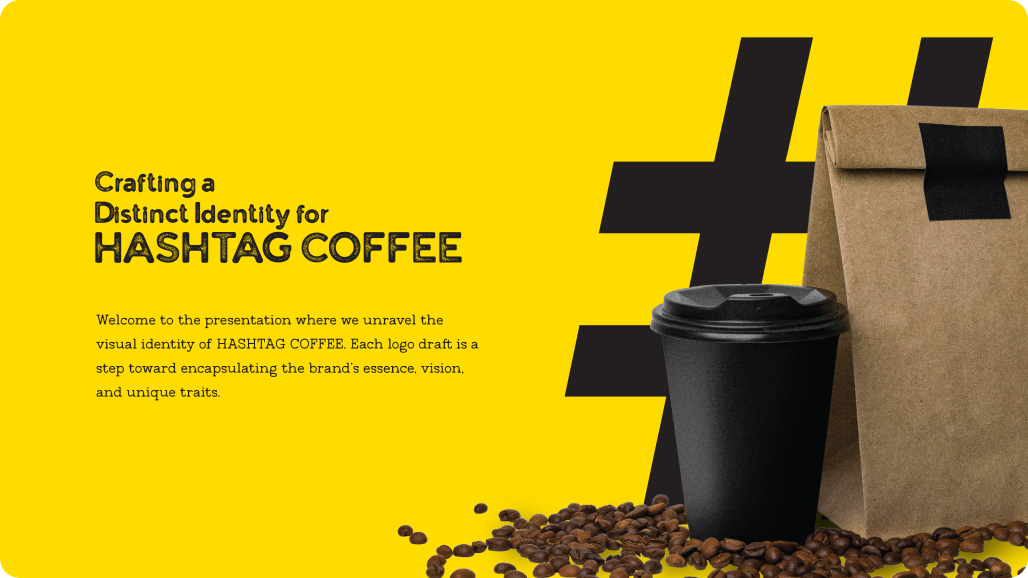 Crafting a
Distinct Identity for
HASHTAG COFFEE
Welcome to the presentation where we unravel the
visual identity of HASHTAG COFFEE. Each logo draft is a
step toward encapsulating the brand's essence, vision,
and unique traits.
#